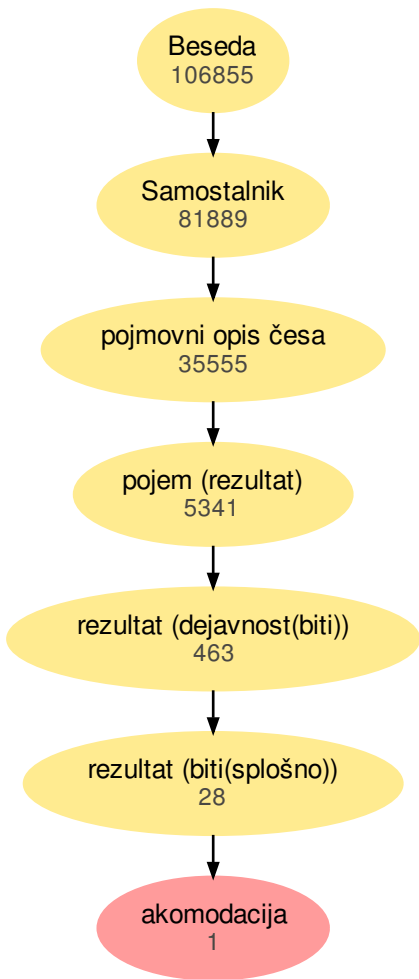 Beseda
106855
Samostalnik
81889
pojmovni opis česa
35555
pojem (rezultat)
5341
rezultat (dejavnost(biti))
463
rezultat (biti(splošno))
28
akomodacija
1